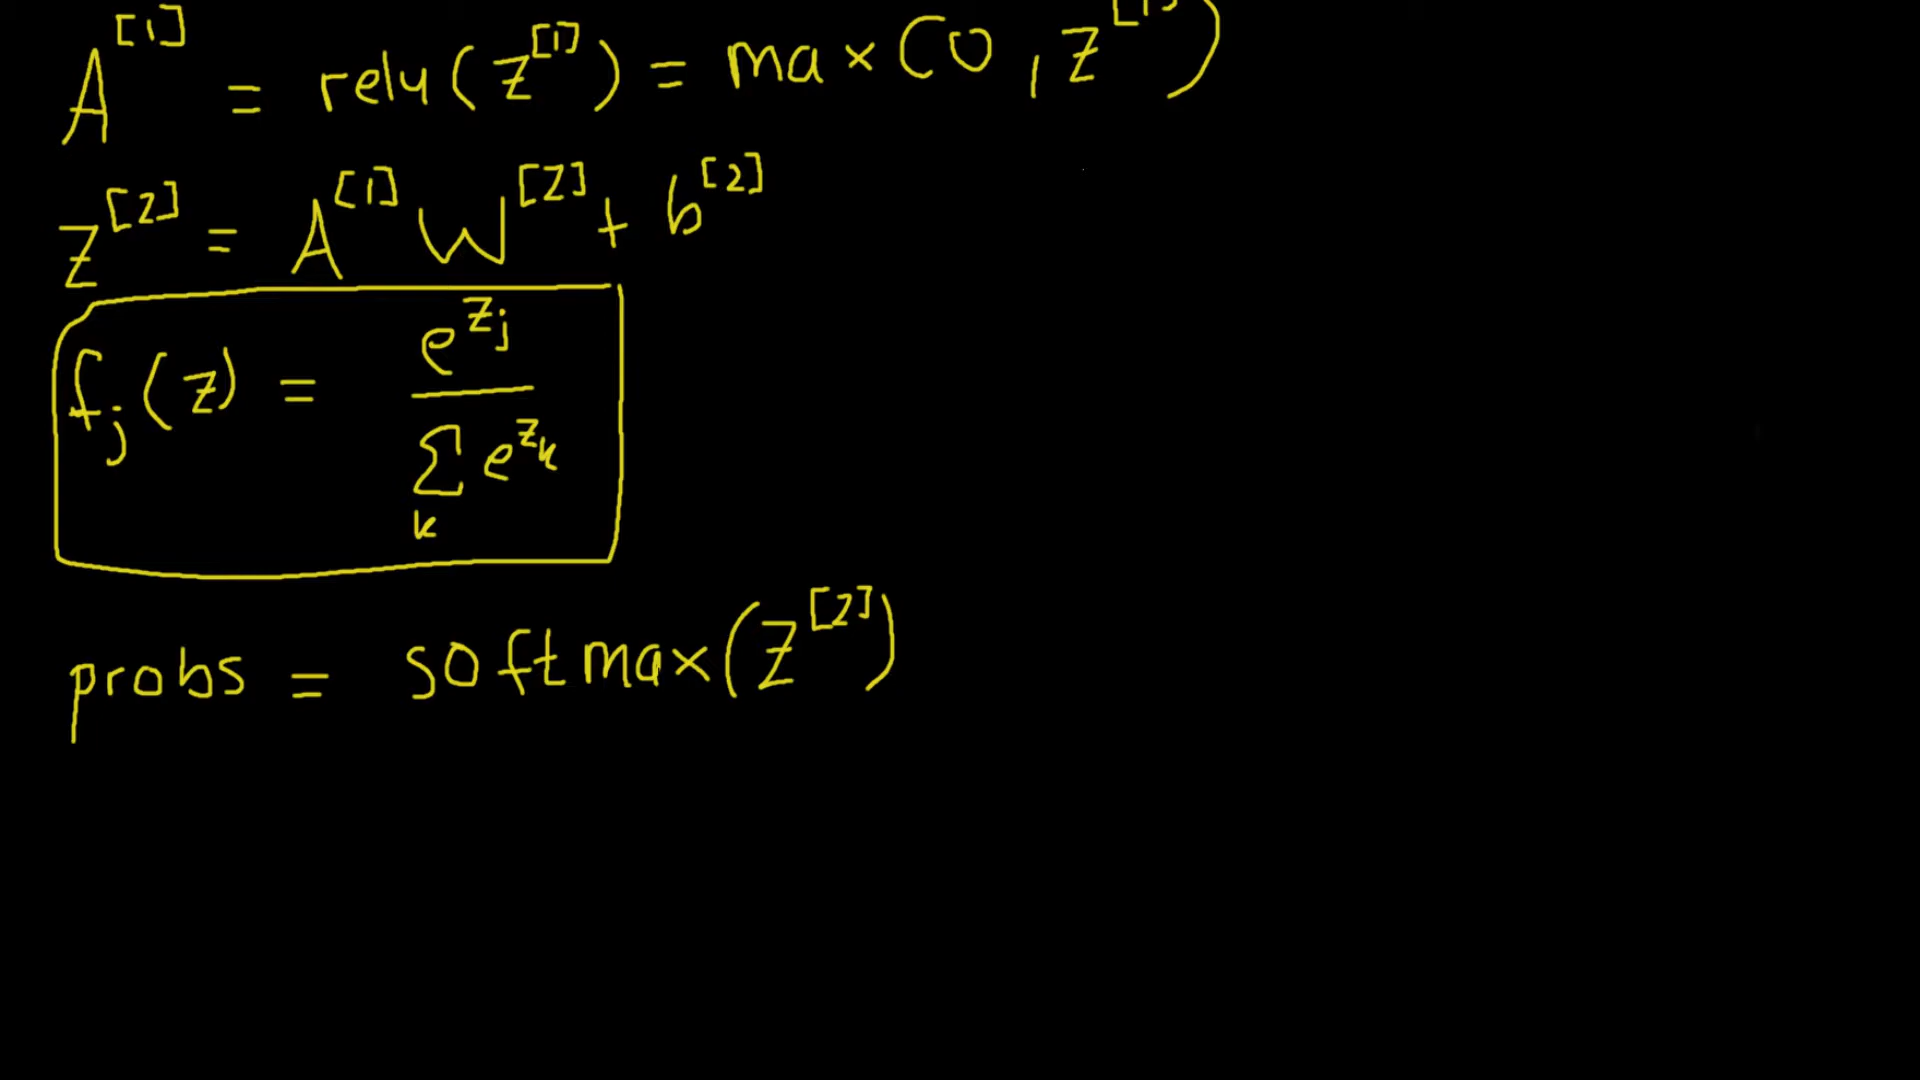 A^[1] = relu(Z^[1]) = max(0, Z^[1])
Z^[2] = A^[1] W^[2] + b^[2]
f_j(z) = e^{z_j} / Σ_k e^{z_k}
probs = softmax(Z^[2])